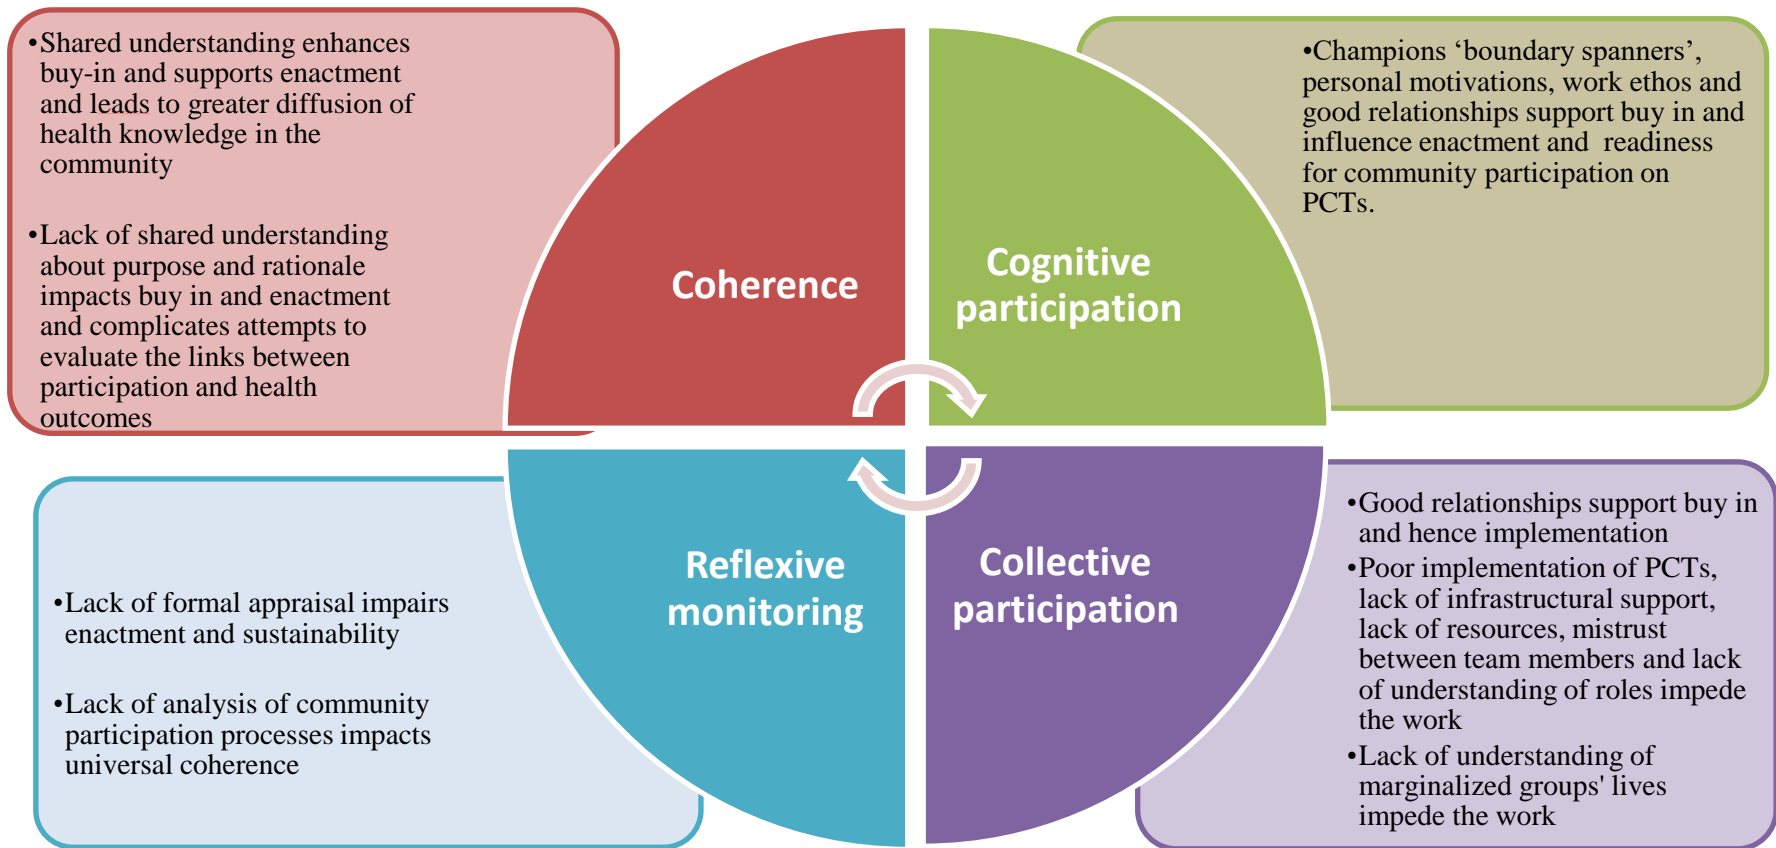 •Shared understanding enhances
buy-in and supports enactment
and leads to greater diffusion of
health knowledge in the
community
•Lack of shared understanding
about purpose and rationale
impacts buy in and enactment
and complicates attempts to
evaluate the links between
participation and health
outcomes
Coherence
Cognitive
participation
•Champions ‘boundary spanners’,
personal motivations, work ethos and
good relationships support buy in and
influence enactment and  readiness
for community participation on
PCTs.
•Lack of formal appraisal impairs
enactment and sustainability
•Lack of analysis of community
participation processes impacts
universal coherence
Reflexive
monitoring
Collective
participation
•Good relationships support buy in
and hence implementation
•Poor implementation of PCTs,
lack of infrastructural support,
lack of resources, mistrust
between team members and lack
of understanding of roles impede
the work
•Lack of understanding of
marginalized groups' lives
impede the work